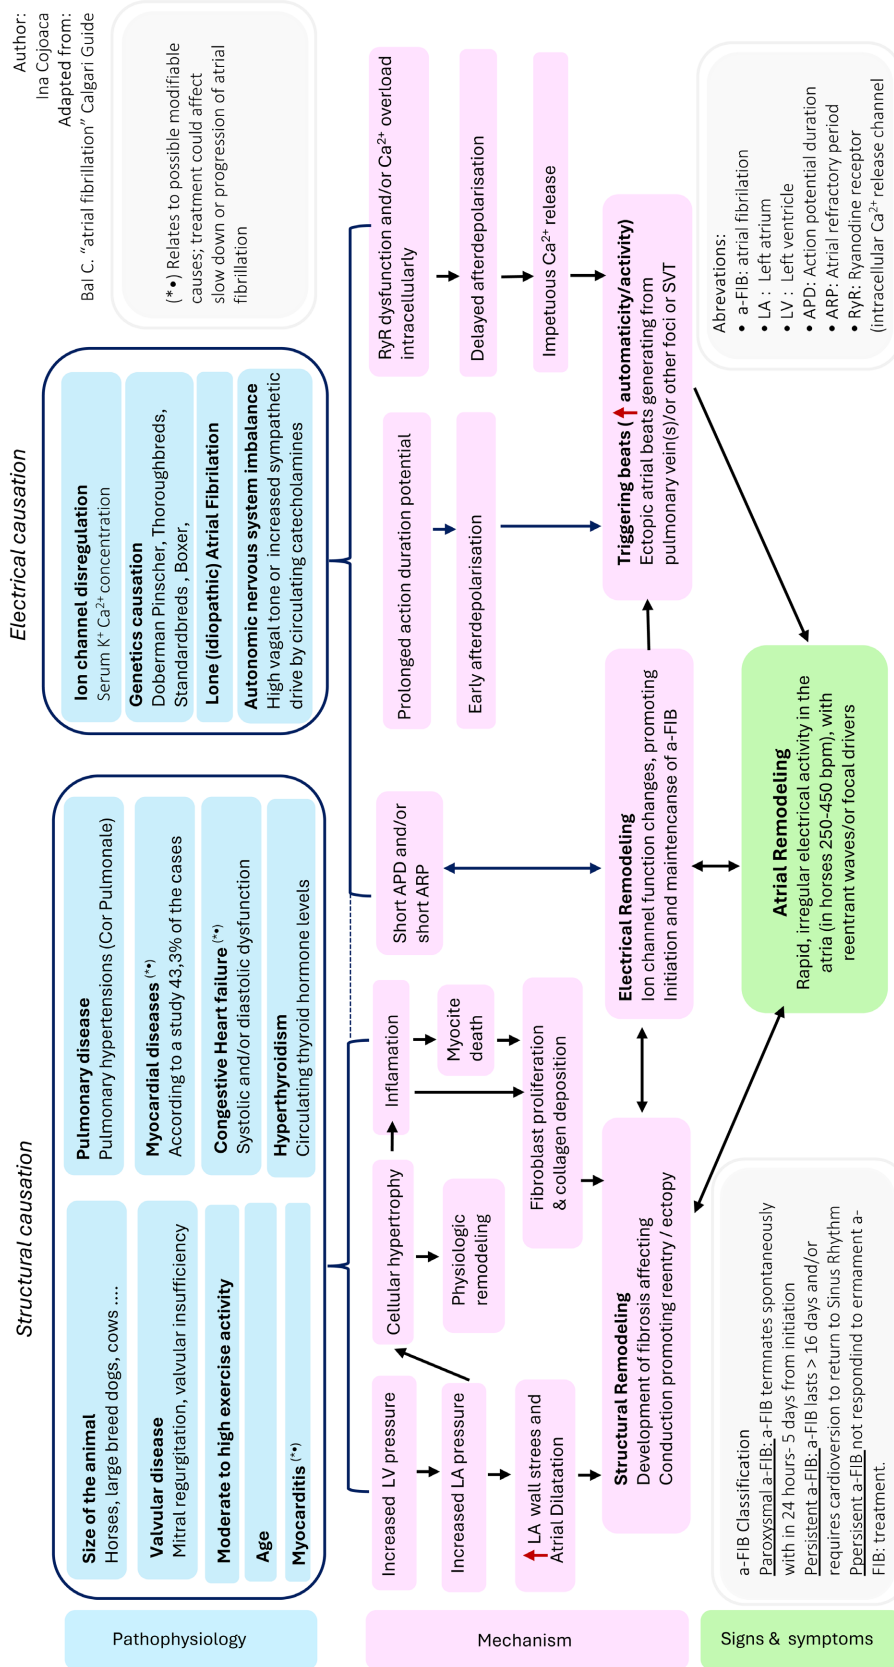 Author:
Ina Cojoaca
Adapted from:
Bal C. “atrial fibrillation” Calgari Guide
Structural causation
Electrical causation
Pathophysiology
Size of the animal
Horses, large breed dogs, cows ....
Valvular disease
Mitral regurgitation, valvular insufficiency
Moderate to high exercise activity
Age
Myocarditis (*•)
Pulmonary disease
Pulmonary hypertensions (Cor Pulmonale)
Myocardial diseases (*•)
According to a study 43,3% of the cases
Congestive Heart failure (*•)
Systolic and/or diastolic dysfunction
Hyperthyroidism
Circulating thyroid hormone levels
Ion channel disregulation
Serum K⁺ Ca²⁺ concentration
Genetics causation
Doberman Pinscher, Thoroughbreds,
Standardbreds , Boxer,
Lone (idiopatic) Atrial Fibrilation
Autonomic nervous system imbalance
High vagal tone or increased sympathetic
drive by circulating catecholamines
(*•) Relates to possible modifiable
causes; treatment could affect
slow down or progression of atrial
fibrillation
Mechanism
Increased LV pressure
Increased LA pressure
↑ LA wall strees and
Atrial Dilatation
Cellular hypertrophy
Physiologic
remodeling
Inflamation
Myocite
death
Fibroblast proliferation
& collagen deposition
Short APD and/or
short ARP
Prolonged action duration potential
Early afterdepolarisation
RyR dysfunction and/or Ca²⁺ overload
intracellularly
Delayed afterdepolarisation
Impetuous Ca²⁺ release
Structural Remodeling
Development of fibrosis affecting
Conduction promoting reentry / ectopy
Electrical Remodeling
Ion channel function changes, promoting
Initiation and maintencanse of a-FIB
Triggering beats (↑ automaticity/activity)
Ectopic atrial beats generating from
pulmonary vein(s)/or other foci or SVT
Signs & symptoms
a-FIB Classification
Paroxysmal a-FIB: a-FIB termnates spontaneously
with in 24 hours- 5 days from initiation
Persistent a-FIB: a-FIB lasts > 16 days and/or
requires cardioversion to return to Sinus Rhythm
Ppersisent a-FIB not respondind to ermament a-
FIB: treatment.
Atrial Remodeling
Rapid, irregular electrical activity in the
atria (in horses 250-450 bpm), with
reentrant waves/or focal drivers
Abrevations:
• a-FIB: atrial fibrilation
• LA : Left atrium
• LV : Left ventricle
• APD: Action potential duration
• ARP: Atrial refractory period
• RyR: Ryanodine receptor
(intracellular Ca²⁺ release channel